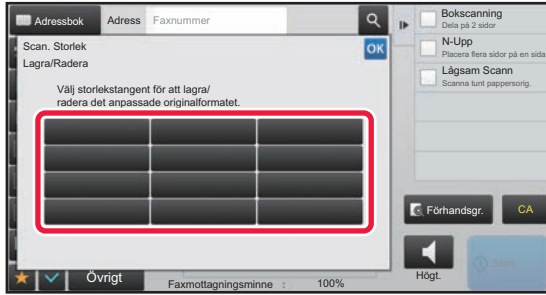 Adressbok
Adress
Faxnummer
Scan. Storlek
OK
Lagra/Radera
Välj storlekstangent för att lagra/
radera det anpassade originalformatet.
Bokscanning
Dela på 2 sidor
N-Upp
Placera flera sidor på en sida
Lågsam Scann
Scanna tunt pappersorig.
Förhandsgr.
CA
Högt.
Start
Övrigt
Faxmottagningsminne : 100%